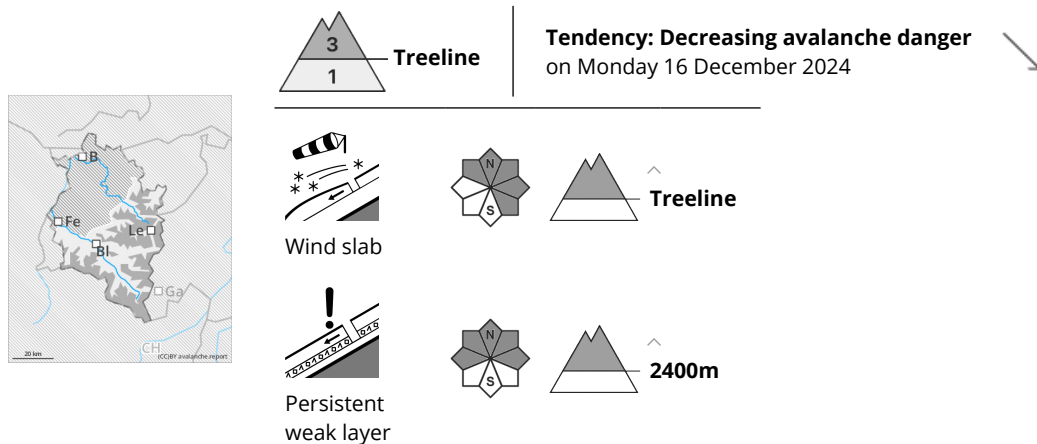 3
Treeline
1
Tendency: Decreasing avalanche danger
on Monday 16 December 2024
B
Fe
Le
Bl
Ga
CH
20 km
(CC)BY avalanche.report
N
S
Treeline
Wind slab
N
S
2400m
Persistent
weak layer